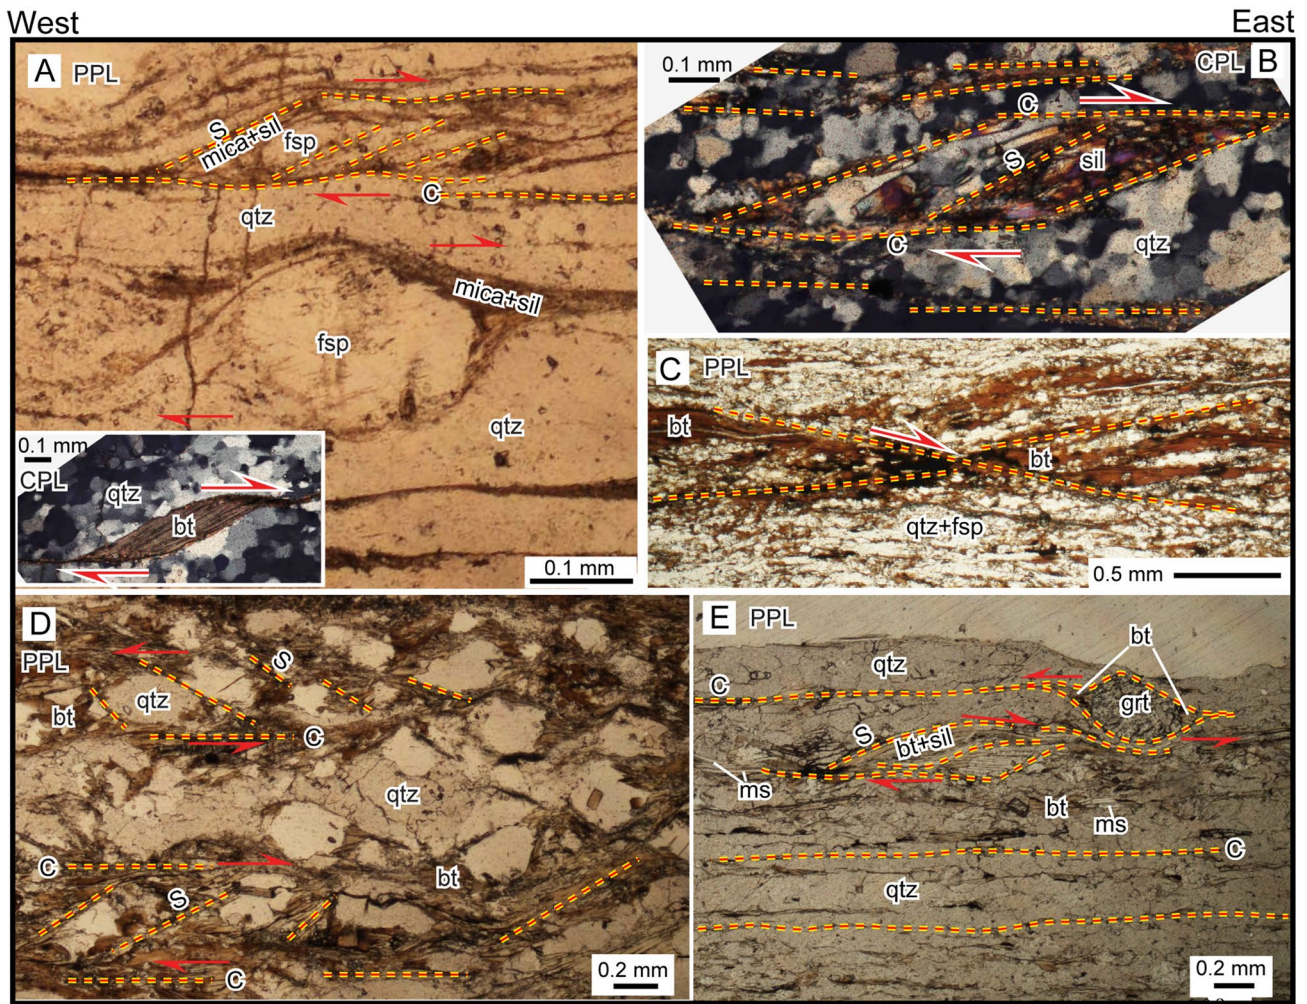 West
East
A PPL
S
mica+sil
fsp
C
qtz
mica+sil
fsp
qtz
0.1 mm
CPL
qtz
bt
0.1 mm
0.1 mm
CPL B
C
S
sil
C
qtz
C PPL
bt
bt
qtz+fsp
0.5 mm
D
PPL
S
qtz
bt
C
qtz
C
bt
S
C
0.2 mm
E PPL
bt
qtz
C
grt
S
bt+sil
ms
bt
ms
C
qtz
0.2 mm